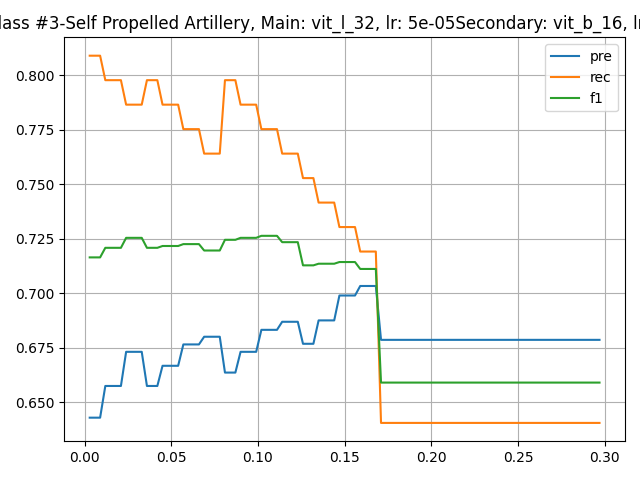 lass #3-Self Propelled Artillery, Main: vit_l_32, lr: 5e-05Secondary: vit_b_16, l
pre
rec
f1
0.800
0.775
0.750
0.725
0.700
0.675
0.650
0.00 0.05 0.10 0.15 0.20 0.25 0.30